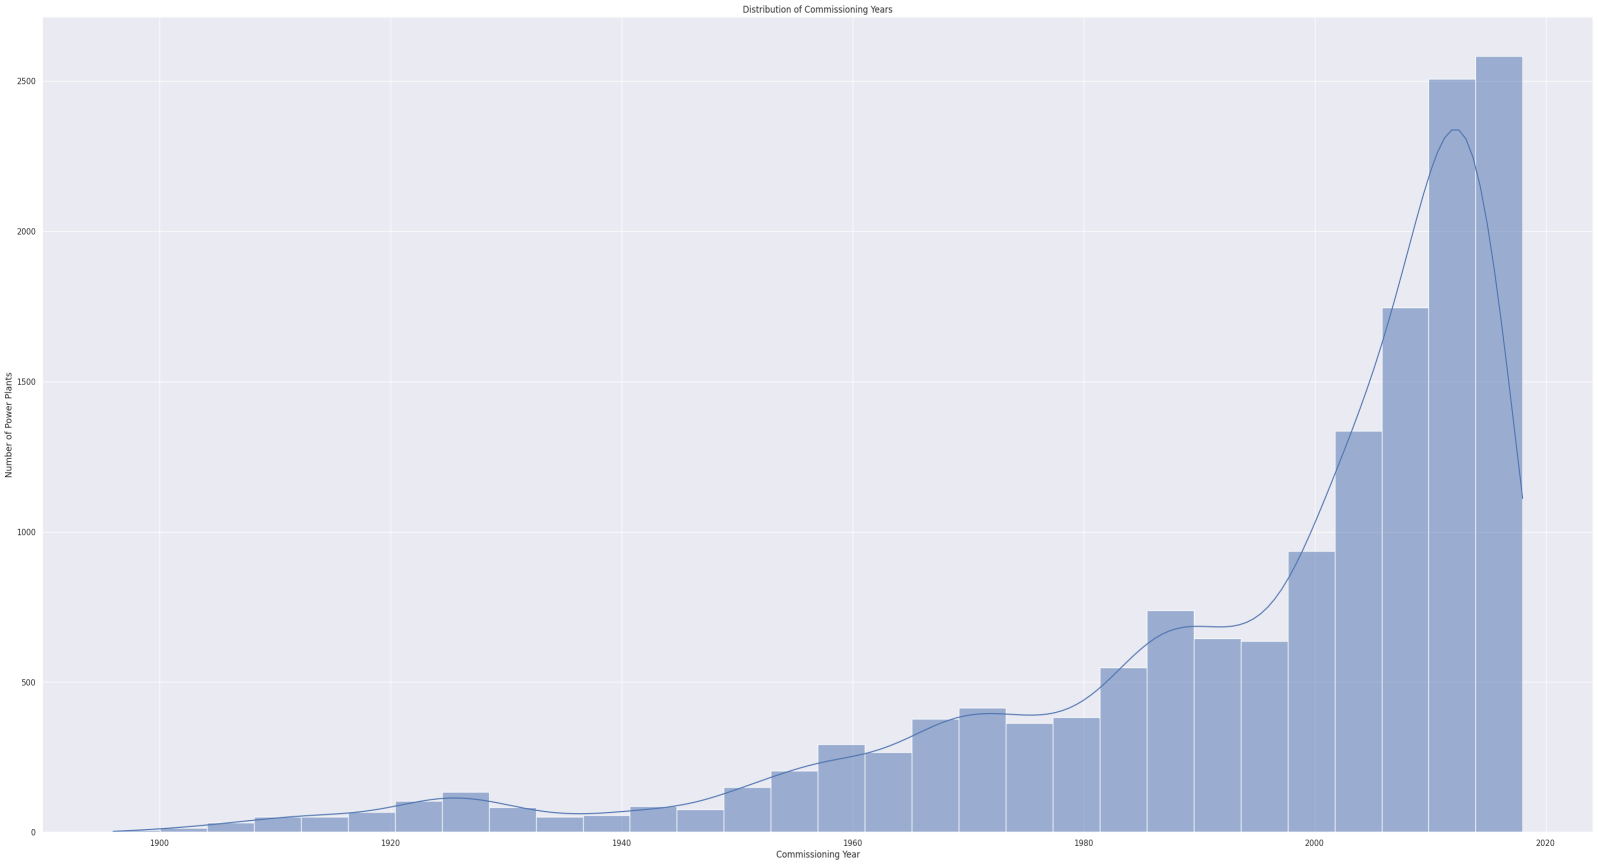 Distribution of Commissioning Years
Number of Power Plants
2500
2000
1500
1000
500
0
1900 1920 1940 1960 1980 2000 2020
Commissioning Year